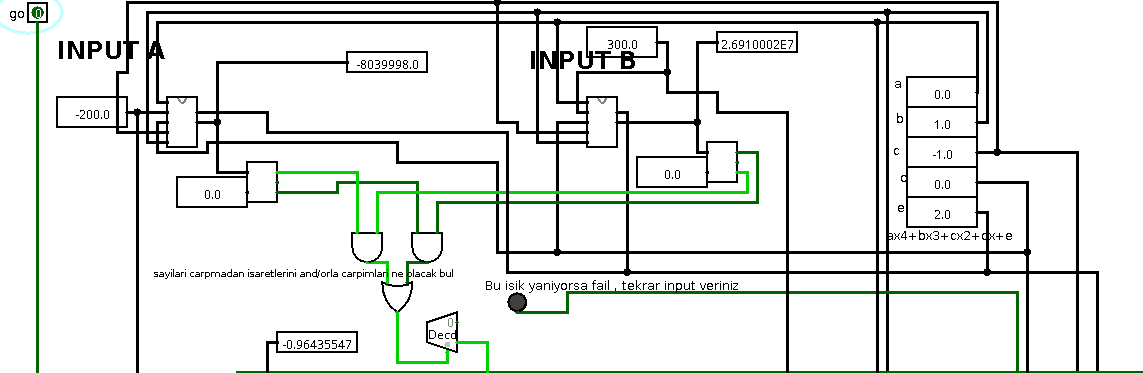 go 0
INPUT A
300.0
2.6910002E7
-8039998.0
INPUT B
-200.0
a 0.0
b 1.0
c -1.0
d 0.0
e 2.0
ax4+bx3+cx2+dx+e
0.0
0.0
sayilari carpmadan isaretlerini and/orla carpimlari ne olacak bul
Bu isik yaniyorsa fail , tekrar input veriniz
0
Decd
-0.96435547